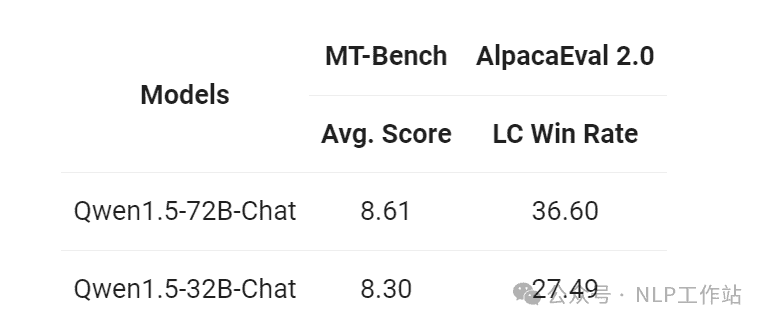 Models MT-Bench AlpacaEval 2.0
Avg. Score LC Win Rate
Qwen1.5-72B-Chat 8.61 36.60
Qwen1.5-32B-Chat 8.30 27.49
公众号 · NLP工作站